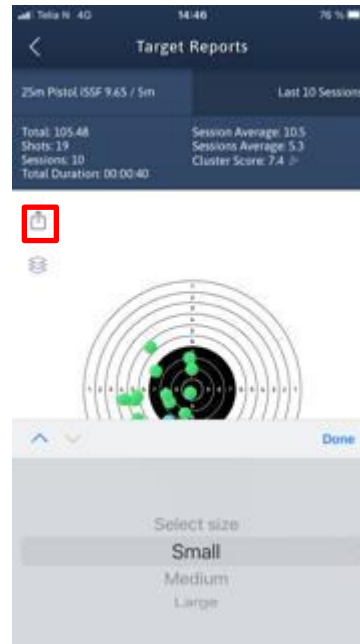 Telia N 4G 14:46 76 %
Target Reports
25m Pistol ISSF 9.65 / 5m Last 10 Sessions
Total: 105.48 Session Average: 10.5
Shots: 19 Sessions Average: 5.3
Sessions: 10 Cluster Score: 7.4
Total Duration: 00:00:40
Done
Select size
Small
Medium
Large